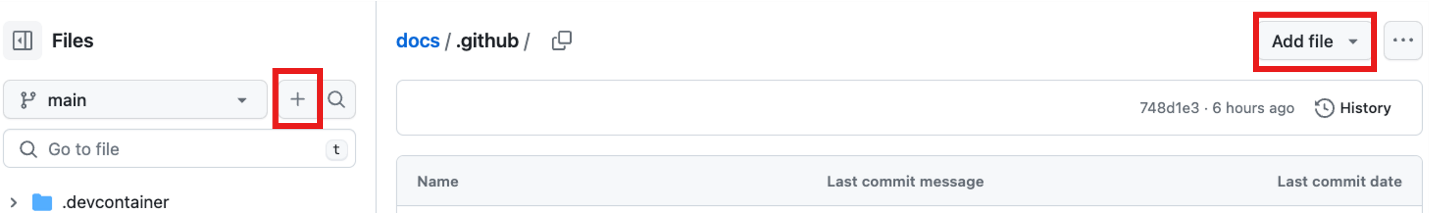 Files
main
Go to file
t
.devcontainer
docs / .github /
Add file
748d1e3 · 6 hours ago
History
Name
Last commit message
Last commit date